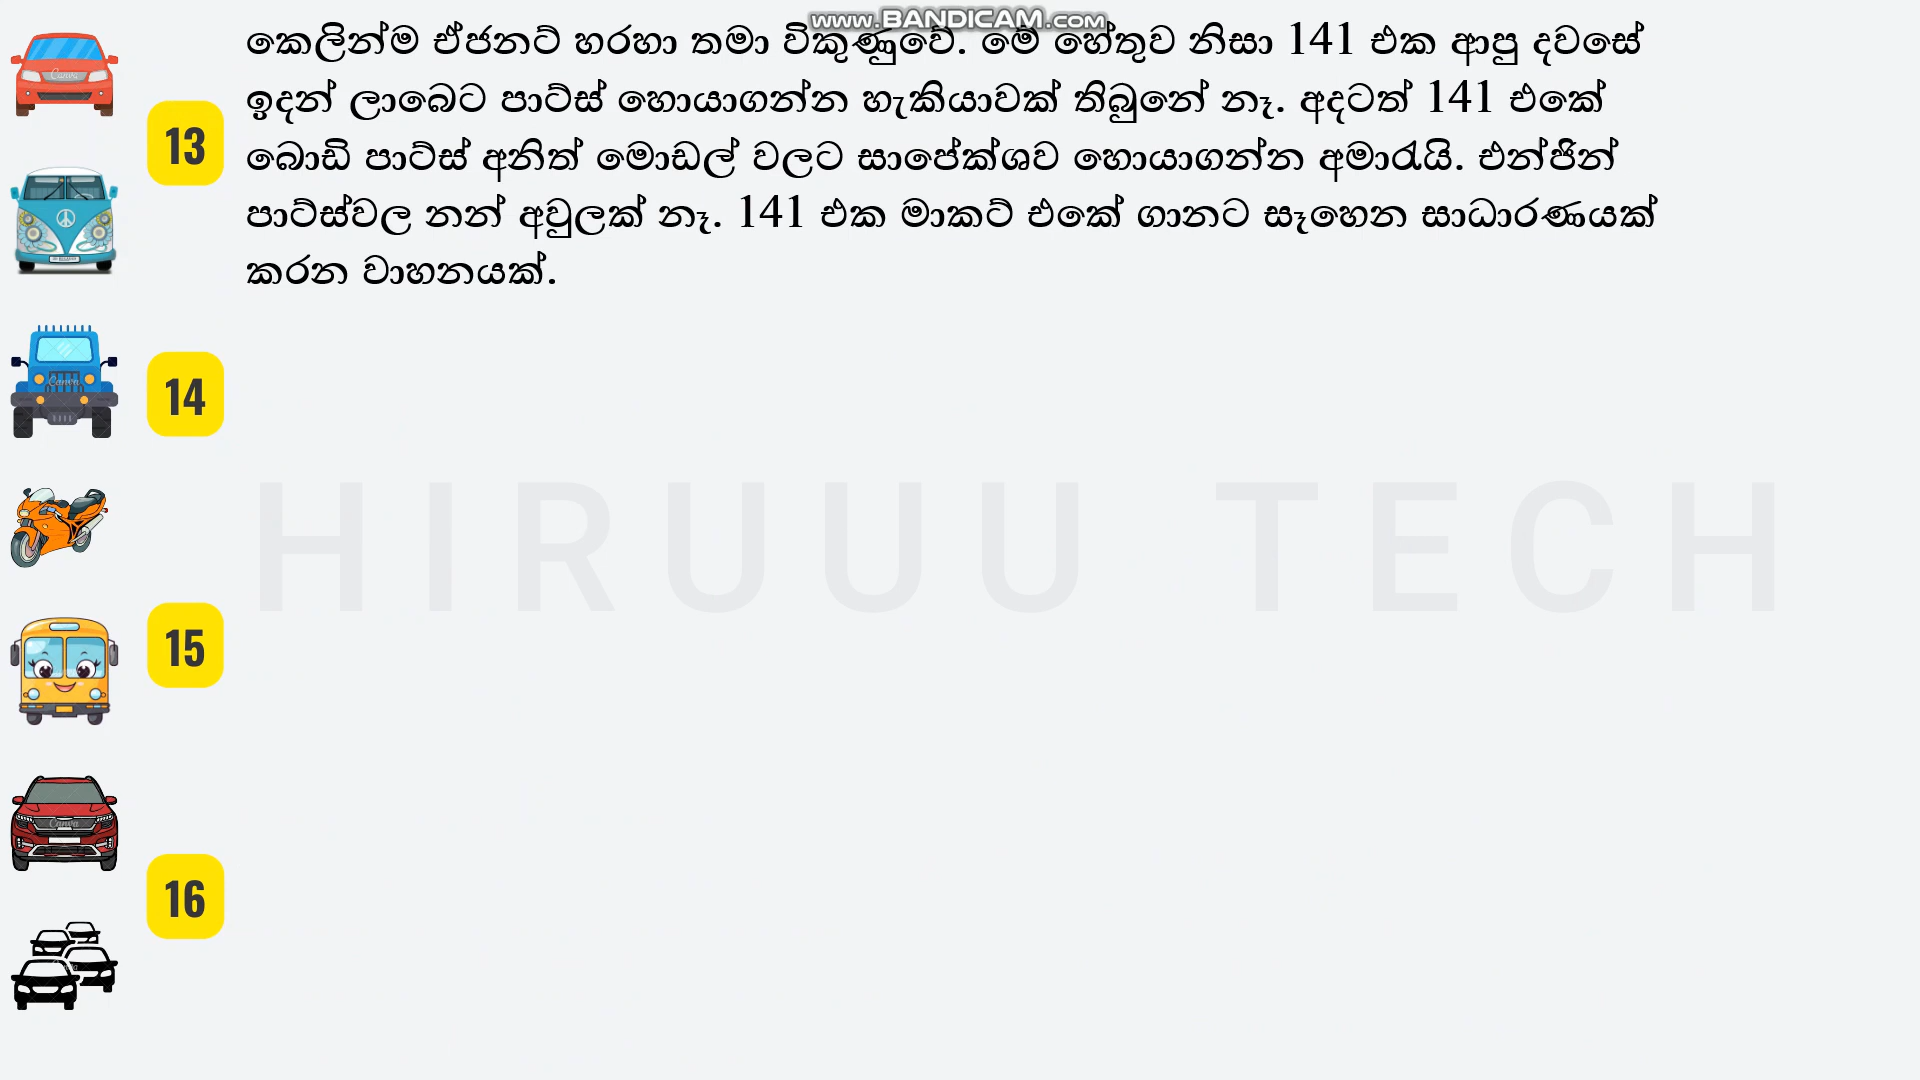 www.BANDICAM.com
කෙලින්ම ඒජනට් හරහා තමා විකුණුවේ. මේ හේතුව නිසා 141 එක ආපු දවසේ
ඉදන් ලාබෙට පාට්ස් හොයාගන්න හැකියාවක් තිබුනේ නෑ. අදටත් 141 එකේ
බොඩි පාට්ස් අනිත් මොඩල් වලට සාපේක්ශව හොයාගන්න අමාරැයි. එන්ජින්
පාට්ස්වල නන් අවුලක් නෑ. 141 එක මාකට් එකේ ගානට සෑහෙන සාධාරණයක්
කරන වාහනයක්.
13
14
15
16
HIRUUU TECH